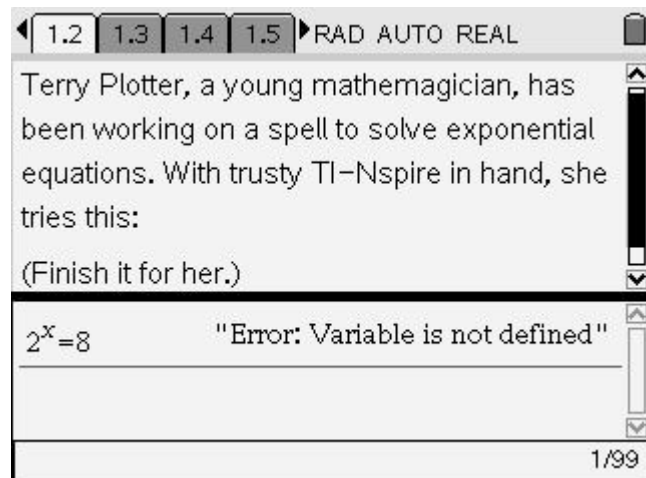 1.2 1.3 1.4 1.5 RAD AUTO REAL
Terry Plotter, a young mathemagician, has
been working on a spell to solve exponential
equations. With trusty TI-Nspire in hand, she
tries this:
(Finish it for her.)
2ˣ=8 "Error: Variable is not defined"
1/99